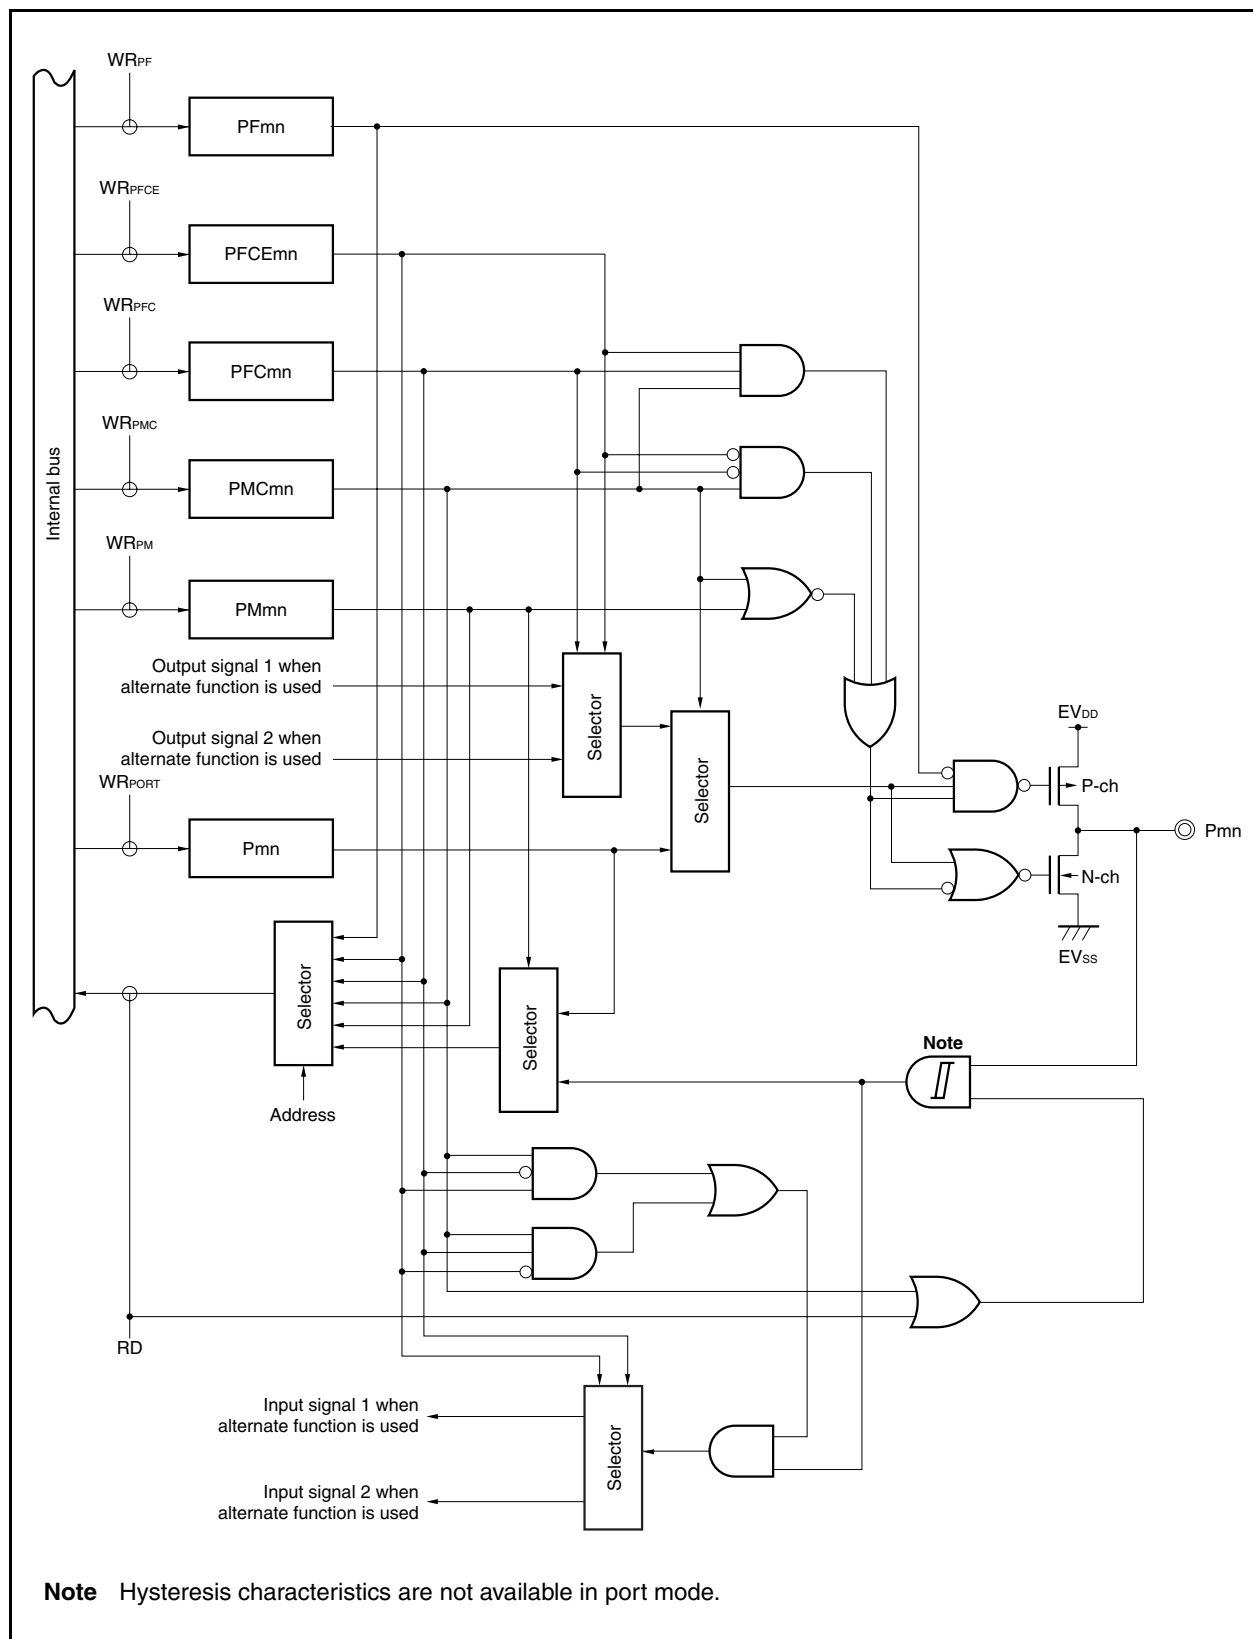 WRPF
PFmn
WRPFCE
PFCEmn
WRPFC
PFCmn
WRPMC
PMCmn
Internal bus
WRPM
PMmn
Output signal 1 when
alternate function is used
Output signal 2 when
alternate function is used
Selector
Selector
EVDD
P-ch
WRPORT
Pmn
Pmn
N-ch
EVSS
Selector
Selector
Note
Address
RD
Input signal 1 when
alternate function is used
Selector
Input signal 2 when
alternate function is used
Note Hysteresis characteristics are not available in port mode.